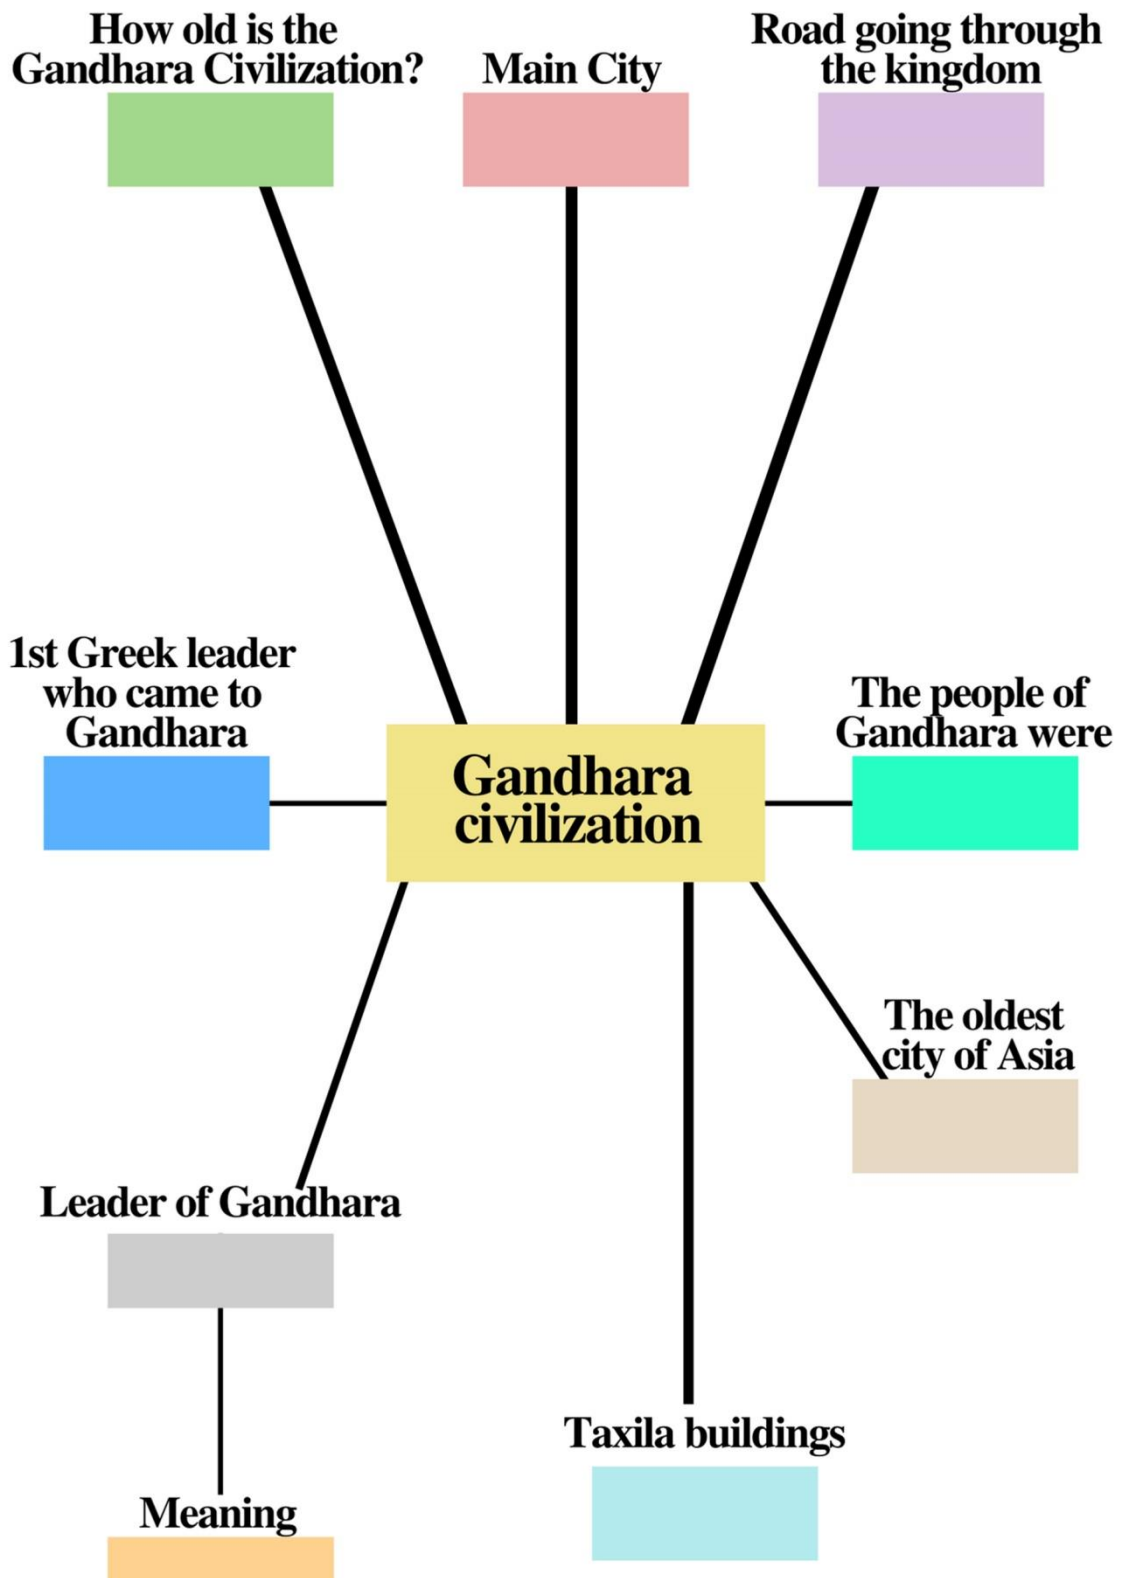 How old is the
Gandhara Civilization?
Main City
Road going through
the kingdom
1st Greek leader
who came to
Gandhara
Gandhara
civilization
The people of
Gandhara were
The oldest
city of Asia
Leader of Gandhara
Taxila buildings
Meaning